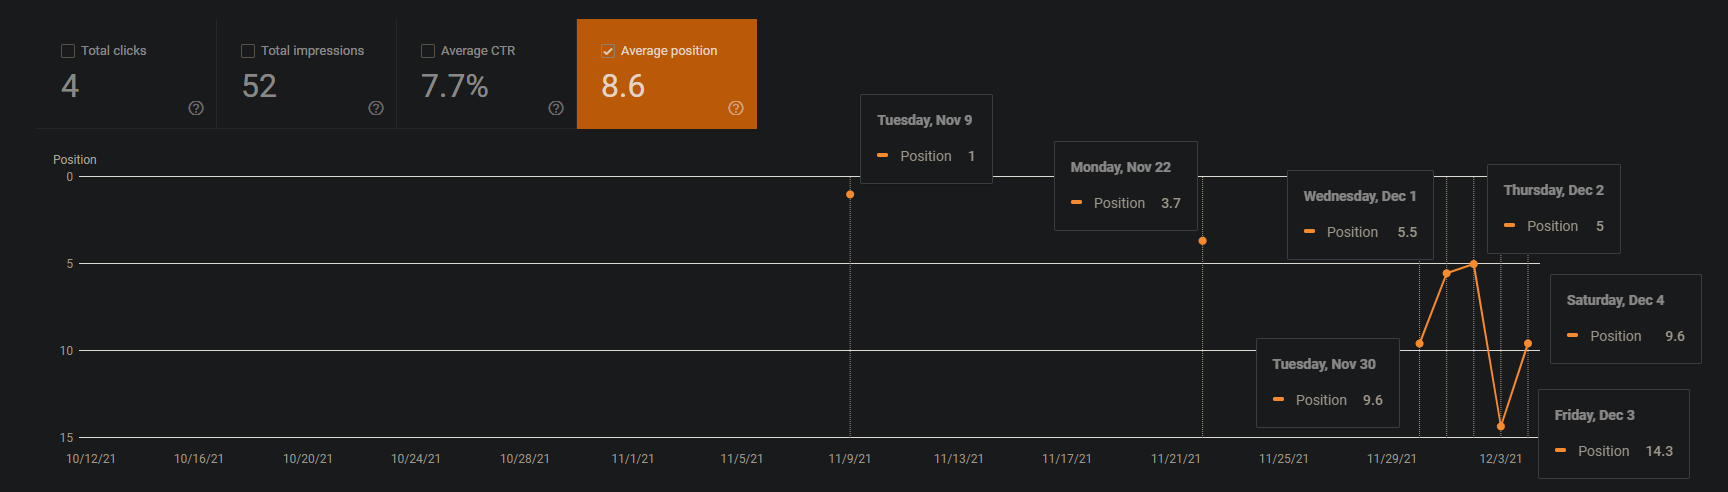 Total clicks
4
Total impressions
52
Average CTR
7.7%
Average position
8.6
Position
0
5
10
15
Tuesday, Nov 9
Position 1
Monday, Nov 22
Position 3.7
Tuesday, Nov 30
Position 9.6
Wednesday, Dec 1
Position 5.5
Thursday, Dec 2
Position 5
Friday, Dec 3
Position 14.3
Saturday, Dec 4
Position 9.6
10/12/21 10/16/21 10/20/21 10/24/21 10/28/21 11/1/21 11/5/21 11/9/21 11/13/21 11/17/21 11/21/21 11/25/21 11/29/21 12/3/21